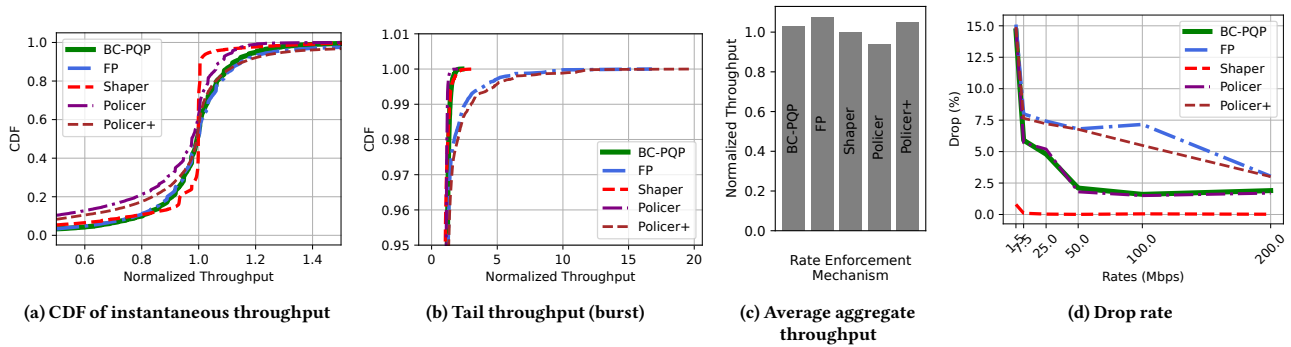 CDF
1.0
0.8
0.6
0.4
0.2
0.0
BC-PQP
FP
Shaper
Policer
Policer+
0.6 0.8 1.0 1.2 1.4
Normalized Throughput
(a) CDF of instantaneous throughput
CDF
1.01
1.00
0.99
0.98
0.97
0.96
0.95
BC-PQP
FP
Shaper
Policer
Policer+
0 5 10 15 20
Normalized Throughput
(b) Tail throughput (burst)
Normalized Throughput
1.0
0.8
0.6
0.4
0.2
0.0
BC-PQP
FP
Shaper
Policer
Policer+
Rate Enforcement
Mechanism
(c) Average aggregate
throughput
Drop (%)
15.0
12.5
10.0
7.5
5.0
2.5
0.0
BC-PQP
FP
Shaper
Policer
Policer+
25.0 50.0 100.0 200.0
Rates (Mbps)
(d) Drop rate